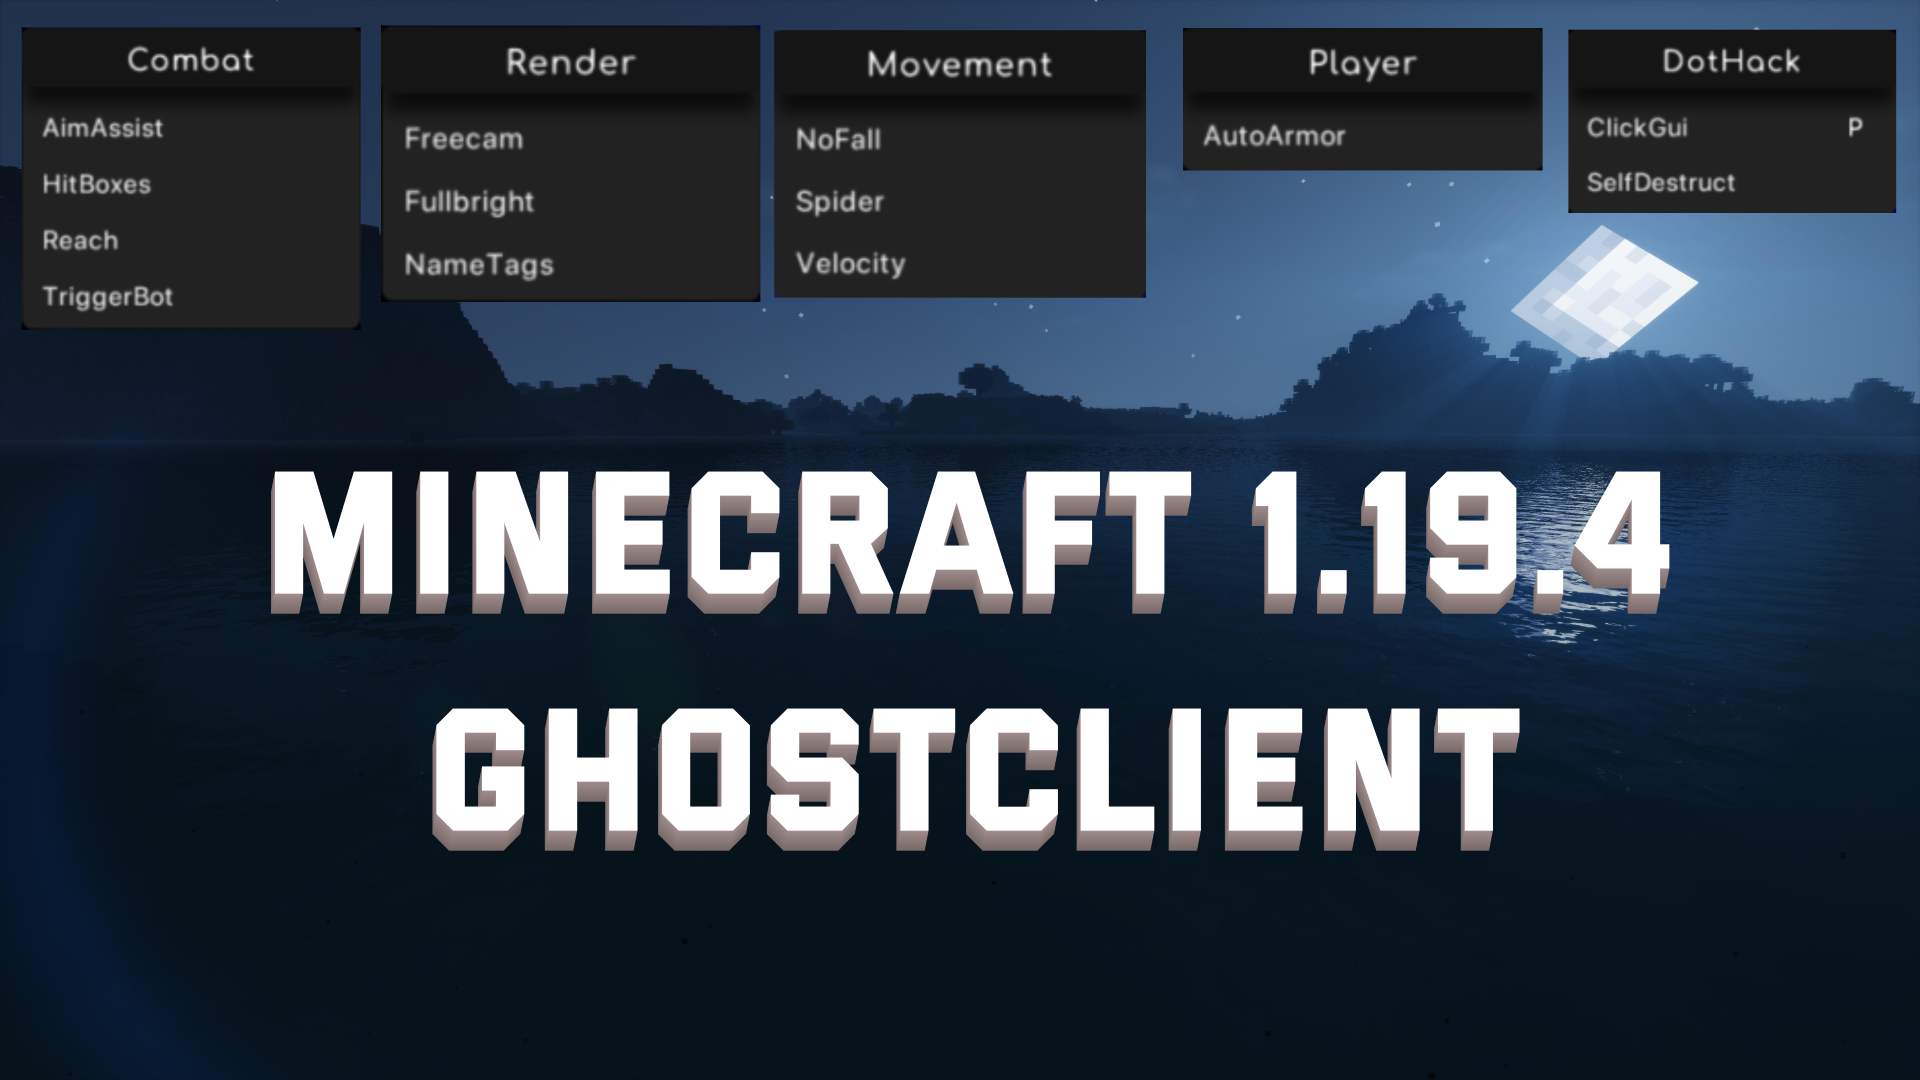 Combat
AimAssist
HitBoxes
Reach
TriggerBot
Render
Freecam
Fullbright
NameTags
Movement
NoFall
Spider
Velocity
Player
AutoArmor
DotHack
ClickGui P
SelfDestruct
MINECRAFT 1.19.4
GHOSTCLIENT